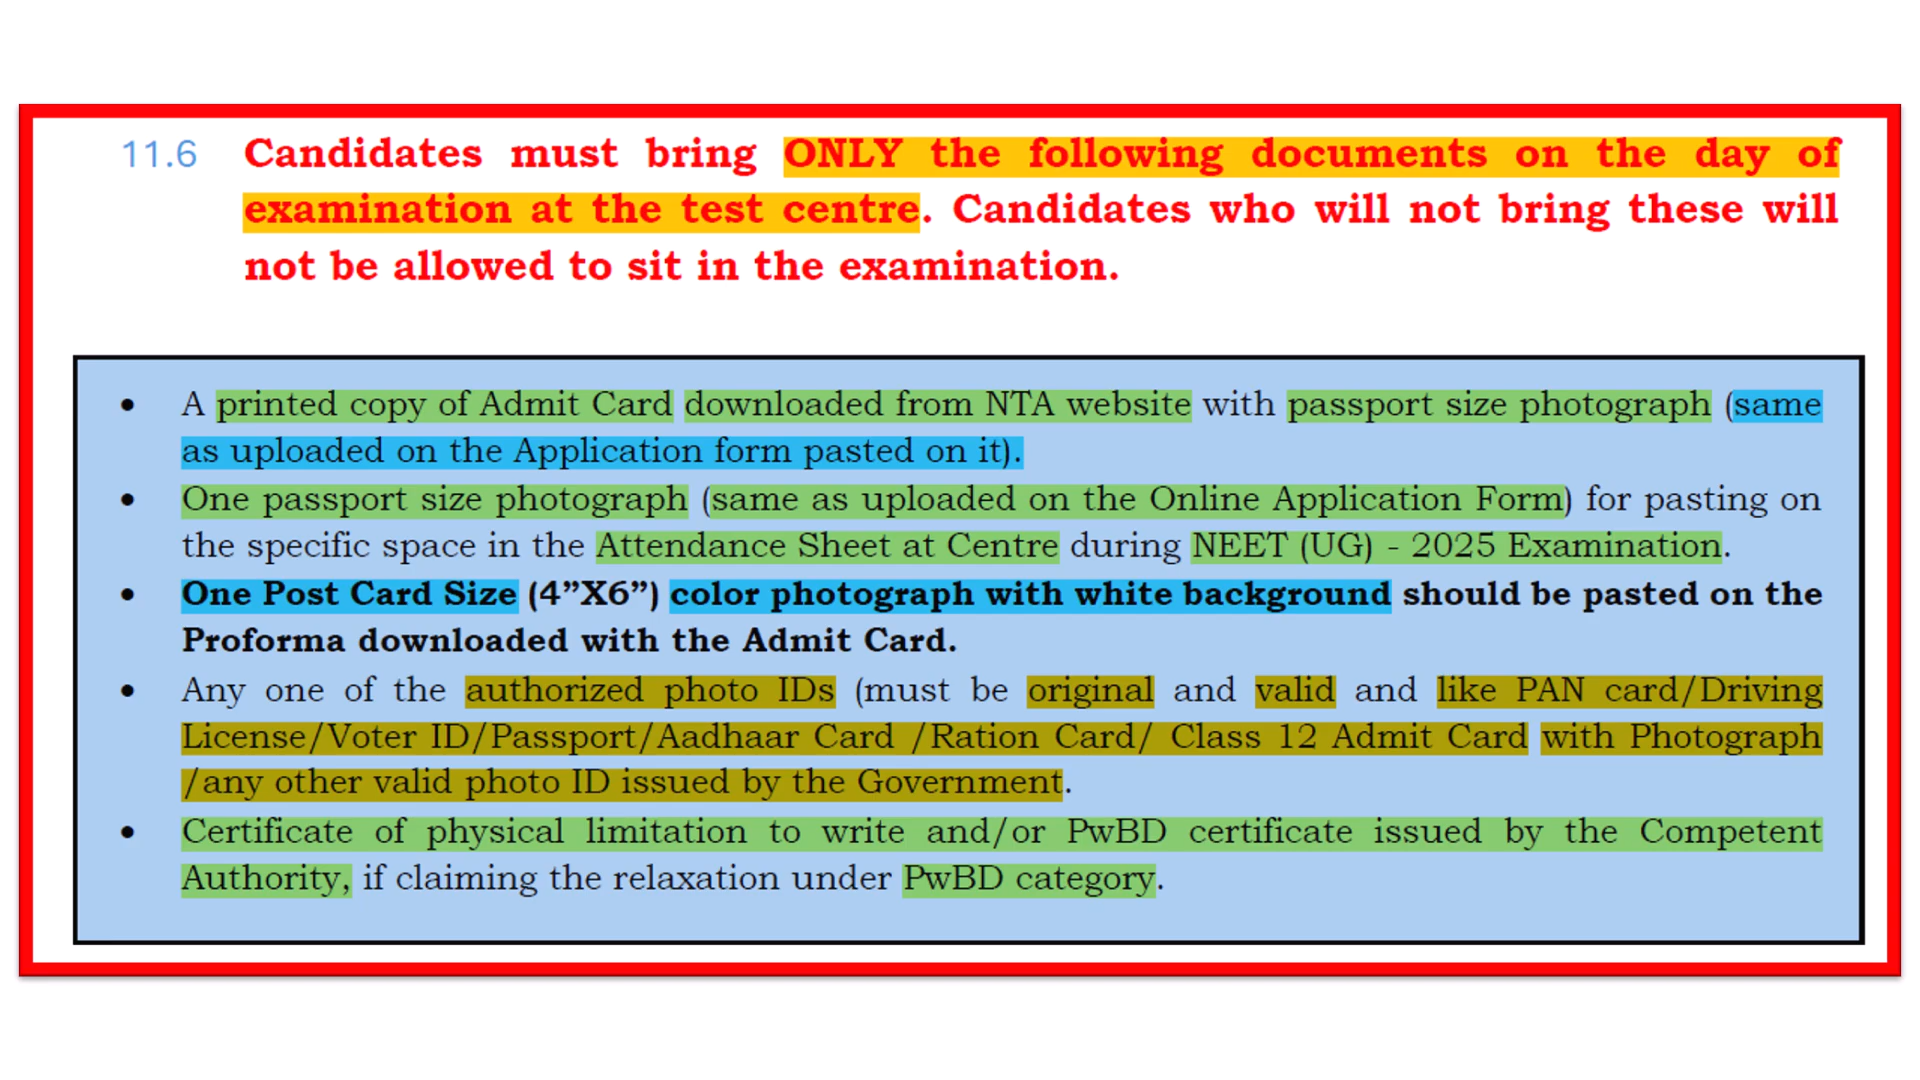 11.6 Candidates must bring ONLY the following documents on the day of
examination at the test centre. Candidates who will not bring these will
not be allowed to sit in the examination.
• A printed copy of Admit Card downloaded from NTA website with passport size photograph (same
as uploaded on the Application form pasted on it).
• One passport size photograph (same as uploaded on the Online Application Form) for pasting on
the specific space in the Attendance Sheet at Centre during NEET (UG) - 2025 Examination.
• One Post Card Size (4”X6”) color photograph with white background should be pasted on the
Proforma downloaded with the Admit Card.
• Any one of the authorized photo IDs (must be original and valid and like PAN card/Driving
License/Voter ID/Passport/Aadhaar Card /Ration Card/ Class 12 Admit Card with Photograph
/any other valid photo ID issued by the Government.
• Certificate of physical limitation to write and/or PwBD certificate issued by the Competent
Authority, if claiming the relaxation under PwBD category.